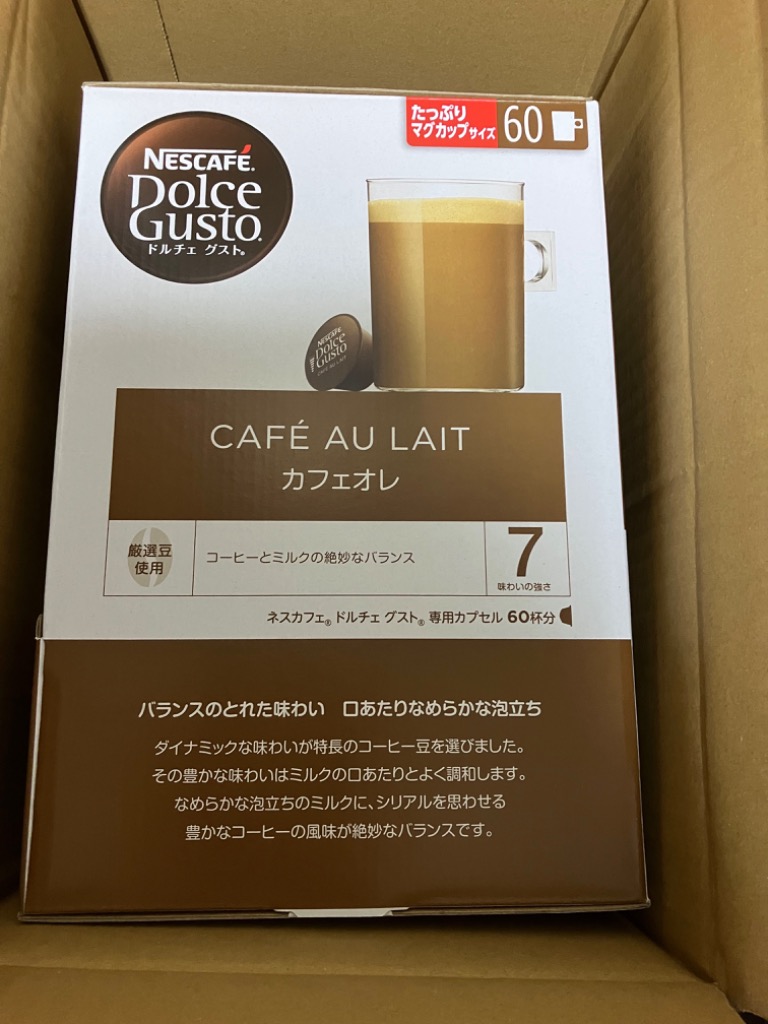 たっぷり
マグカップサイズ 60
NESCAFÉ®
Dolce
Gusto®
ドルチェ グスト®
NESCAFÉ
Dolce
Gusto
CAFÉ AU LAIT
CAFÉ AU LAIT
カフェオレ
厳選豆
使用
コーヒーとミルクの絶妙なバランス
7
味わいの強さ
ネスカフェ® ドルチェ グスト® 専用カプセル 60杯分
バランスのとれた味わい 口あたりなめらかな泡立ち
ダイナミックな味わいが特長のコーヒー豆を選びました。
その豊かな味わいはミルクの口あたりとよく調和します。
なめらかな泡立ちのミルクに、シリアルを思わせる
豊かなコーヒーの風味が絶妙なバランスです。